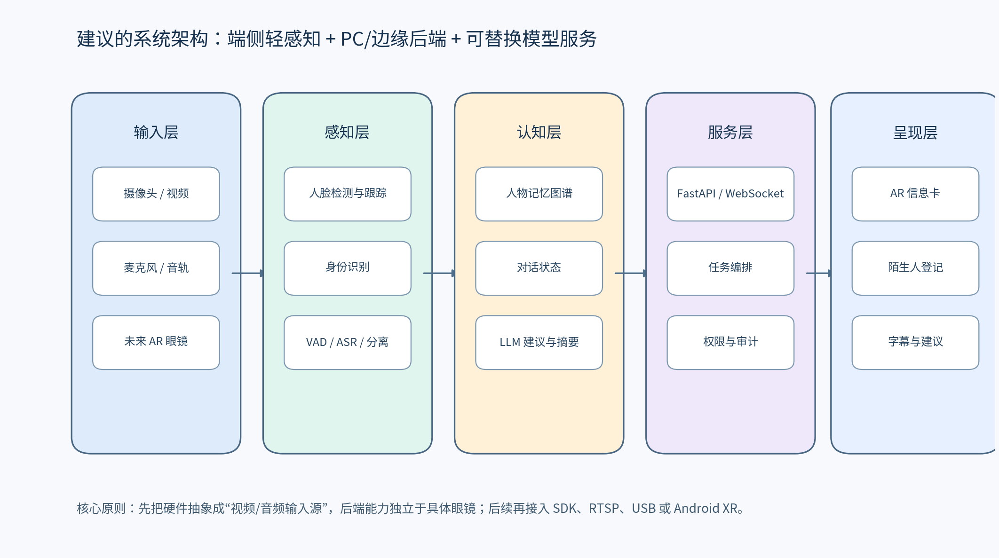 建议的系统架构：端侧轻感知 + PC/边缘后端 + 可替换模型服务
输入层
摄像头 / 视频
麦克风 / 音轨
未来 AR 眼镜
感知层
人脸检测与跟踪
身份识别
VAD / ASR / 分离
认知层
人物记忆图谱
对话状态
LLM 建议与摘要
服务层
FastAPI / WebSocket
任务编排
权限与审计
呈现层
AR 信息卡
陌生人登记
字幕与建议
核心原则：先把硬件抽象成“视频/音频输入源”，后端能力独立于具体眼镜；后续再接入 SDK、RTSP、USB 或 Android XR。